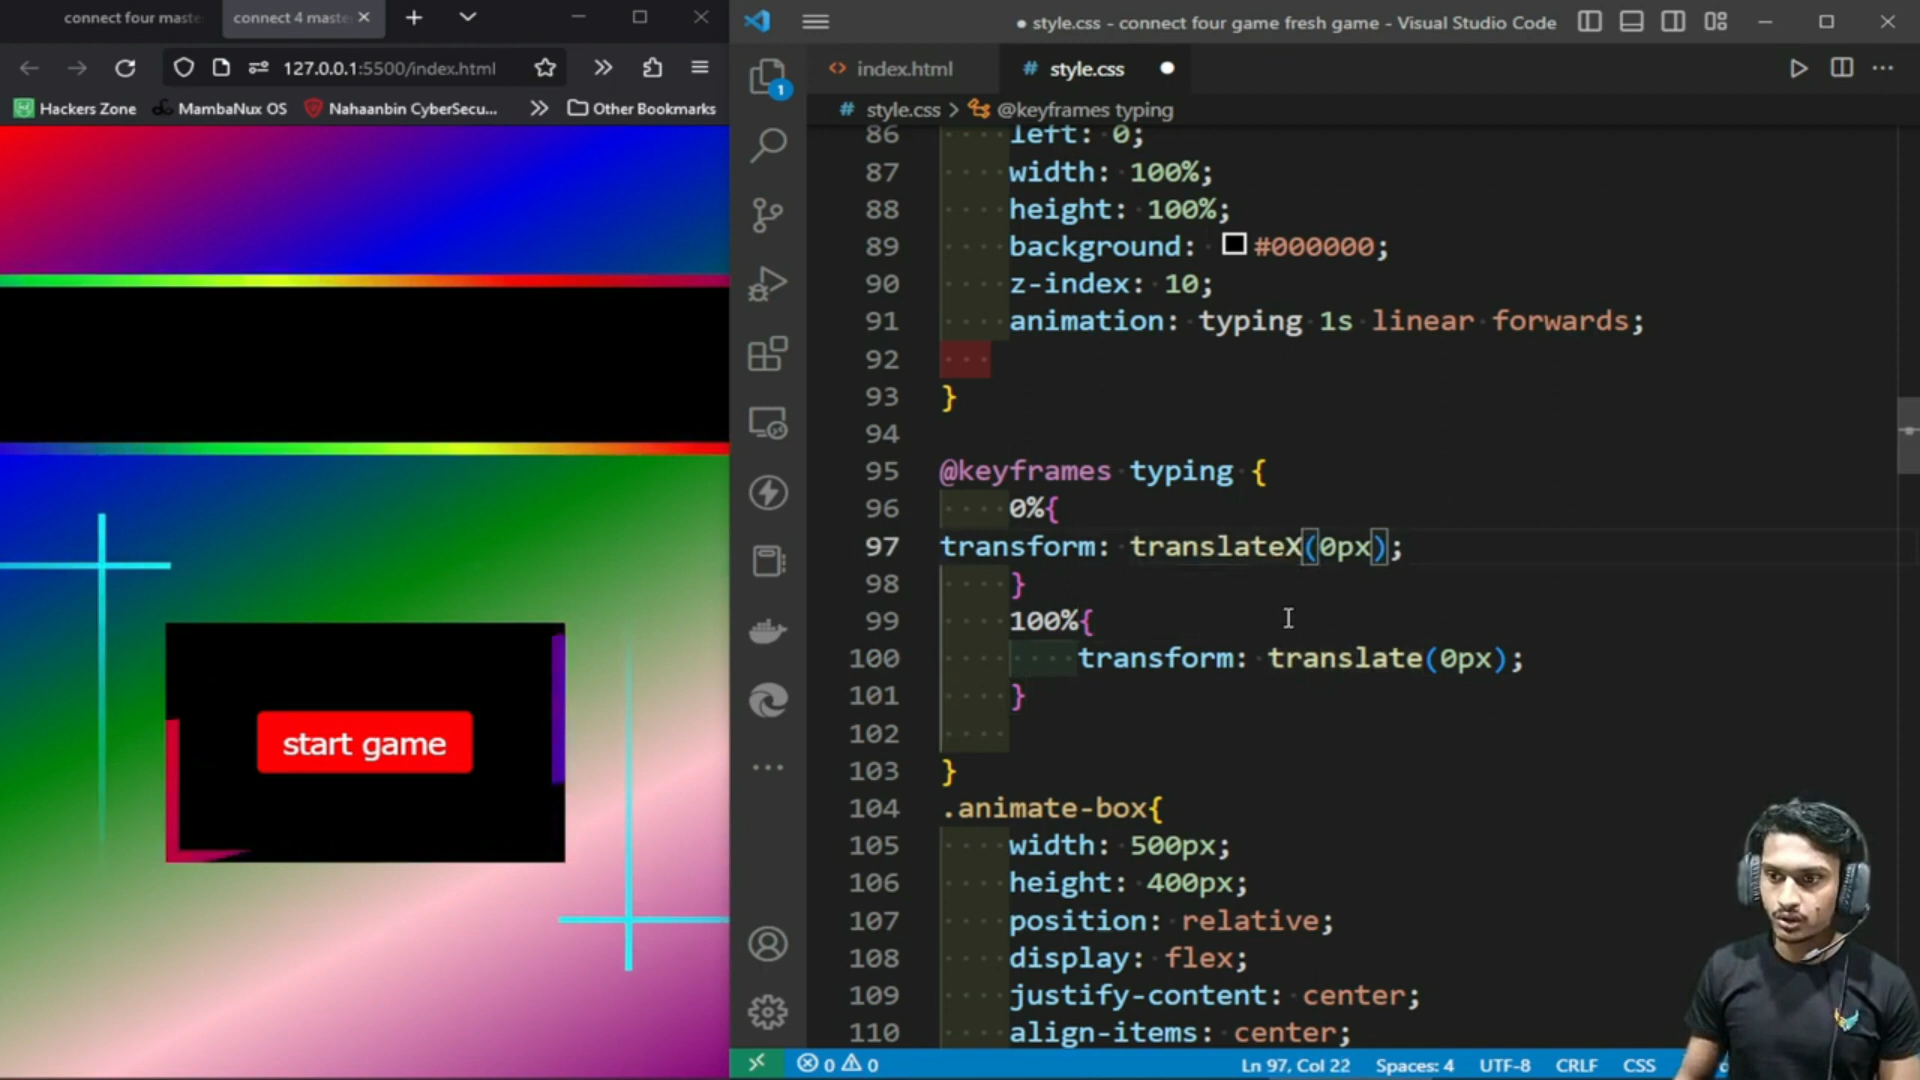 connect four maste
connect 4 maste
127.0.0.1:5500/index.html
Hackers Zone
MambaNux OS
Nahaanbin CyberSecu...
Other Bookmarks
start game
style.css - connect four game fresh game - Visual Studio Code
index.html
# style.css
# style.css > @keyframes typing
1
86 left: 0;
87 width: 100%;
88 height: 100%;
89 background: #000000;
90 z-index: 10;
91 animation: typing 1s linear forwards;
92
93 }
94
95 @keyframes typing {
96 0%{
97 transform: translateX(0px);
98 }
99 100%{
100 transform: translate(0px);
101 }
102
103 }
104 .animate-box{
105 width: 500px;
106 height: 400px;
107 position: relative;
108 display: flex;
109 justify-content: center;
110 align-items: center;
0 0
Ln 97, Col 22
Spaces: 4
UTF-8
CRLF
CSS